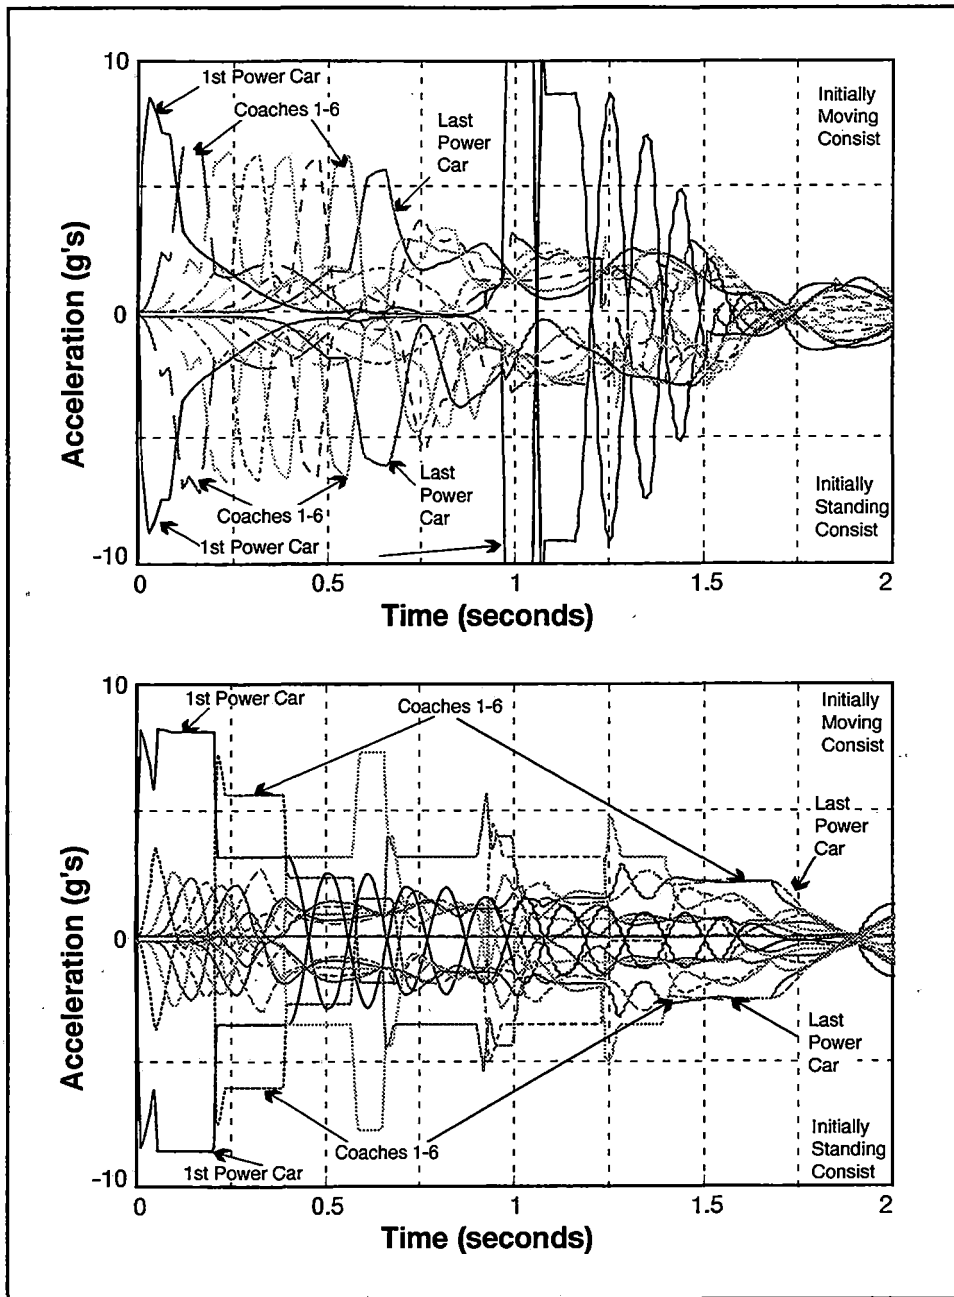 10
1st Power Car
Coaches 1-6
Last
Power
Car
Initially
Moving
Consist
Acceleration (g's)
0
Last
Power
Car
Initially
Standing
Consist
Coaches 1-6
1st Power Car
-10
0
0.5
1
1.5
2
Time (seconds)
10
1st Power Car
Coaches 1-6
Initially
Moving
Consist
Last
Power
Car
Acceleration (g's)
0
Last
Power
Car
Coaches 1-6
Initially
Standing
Consist
1st Power Car
-10
0
0.5
1
1.5
2
Time (seconds)